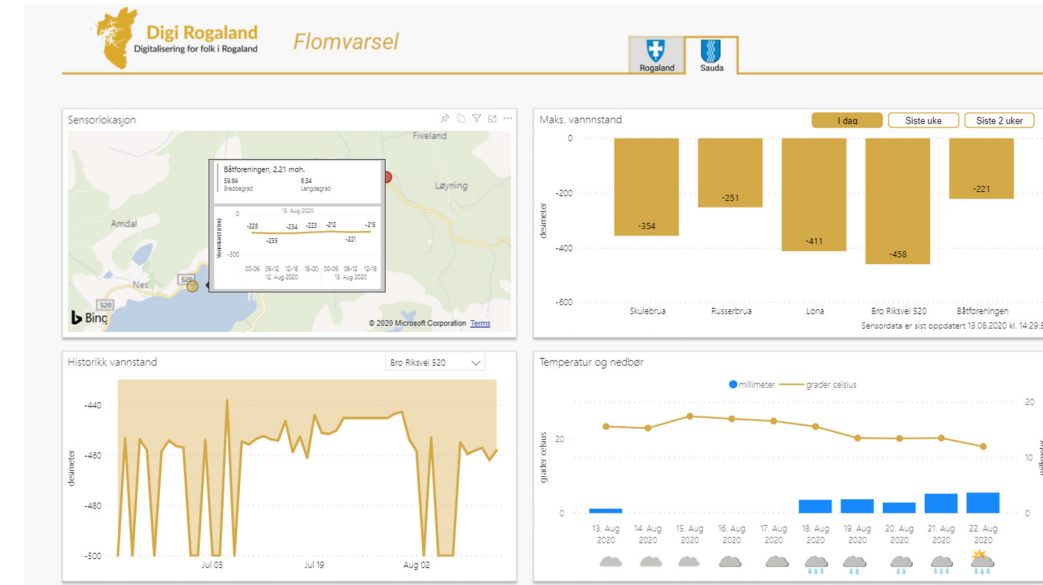 Digi Rogaland
Digitalisering for folk i Rogaland
Flomvarsel
Rogaland
Sauda
Sensorlokasjon
Fiveland
Løyning
Amdal
Nes
520
520
Båtforeningen, 2.21 moh.
59.64
6.34
Breddegrad
Lengdegrad
13. Aug 2020
0
-228
-234
-223
-212
-215
-235
-221
-500
00-06 06-12 12-18 18-00 00-06 06-12 12-18
12. Aug 2020
13. Aug 2020
Bing
© 2020 Microsoft Corporation Terms
Maks. vannnstand
I dag
Siste uke
Siste 2 uker
desimeter
0
-200
-400
-600
-354
-251
-411
-458
-221
Skulebrua
Russerbrua
Lona
Bro Riksvei 520
Båtforeningen
Sensordata er sist oppdatert 13.08.2020 kl. 14:29:5
Historikk vannstand
Bro Riksvei 520
desimeter
-440
-460
-480
-500
Jul 05
Jul 19
Aug 02
Temperatur og nedbør
millimeter
grader celsius
grader celsius
20
0
20
10
0
millimeter
13. Aug 2020
14. Aug 2020
15. Aug 2020
16. Aug 2020
17. Aug 2020
18. Aug 2020
19. Aug 2020
20. Aug 2020
21. Aug 2020
22. Aug 2020